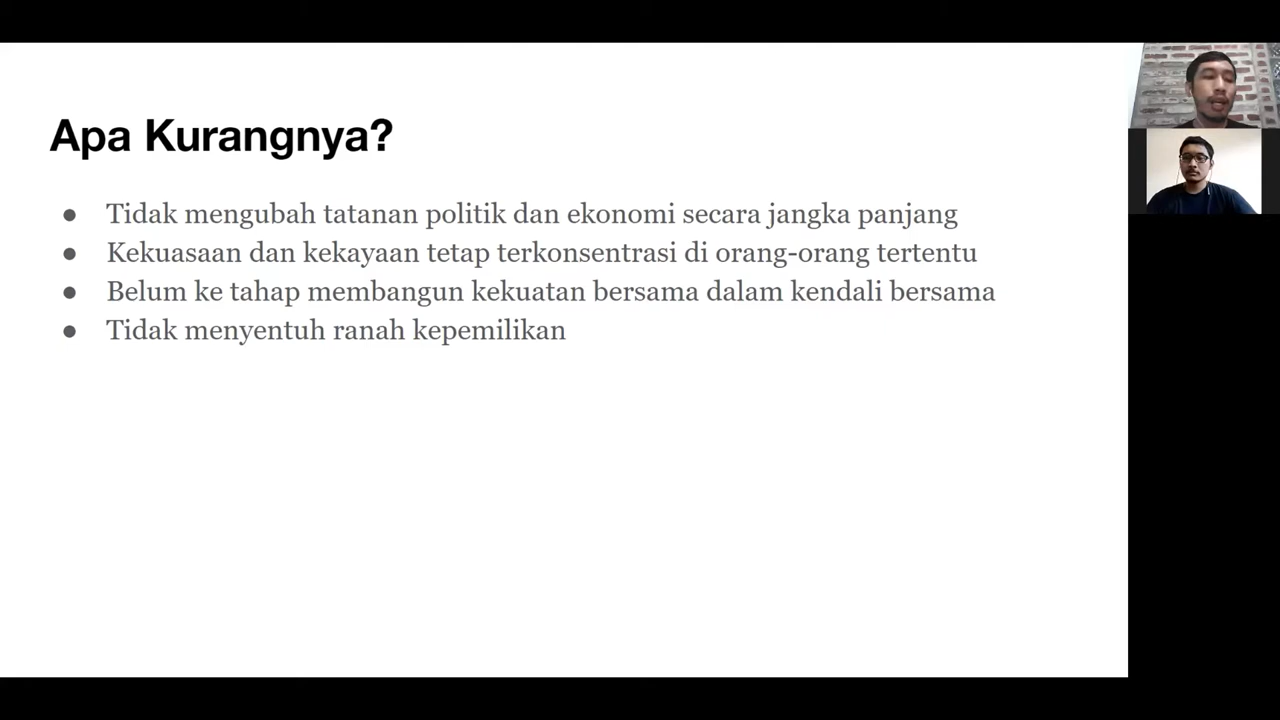 Apa Kurangnya?
● Tidak mengubah tatanan politik dan ekonomi secara jangka panjang
● Kekuasaan dan kekayaan tetap terkonsentrasi di orang-orang tertentu
● Belum ke tahap membangun kekuatan bersama dalam kendali bersama
● Tidak menyentuh ranah kepemilikan